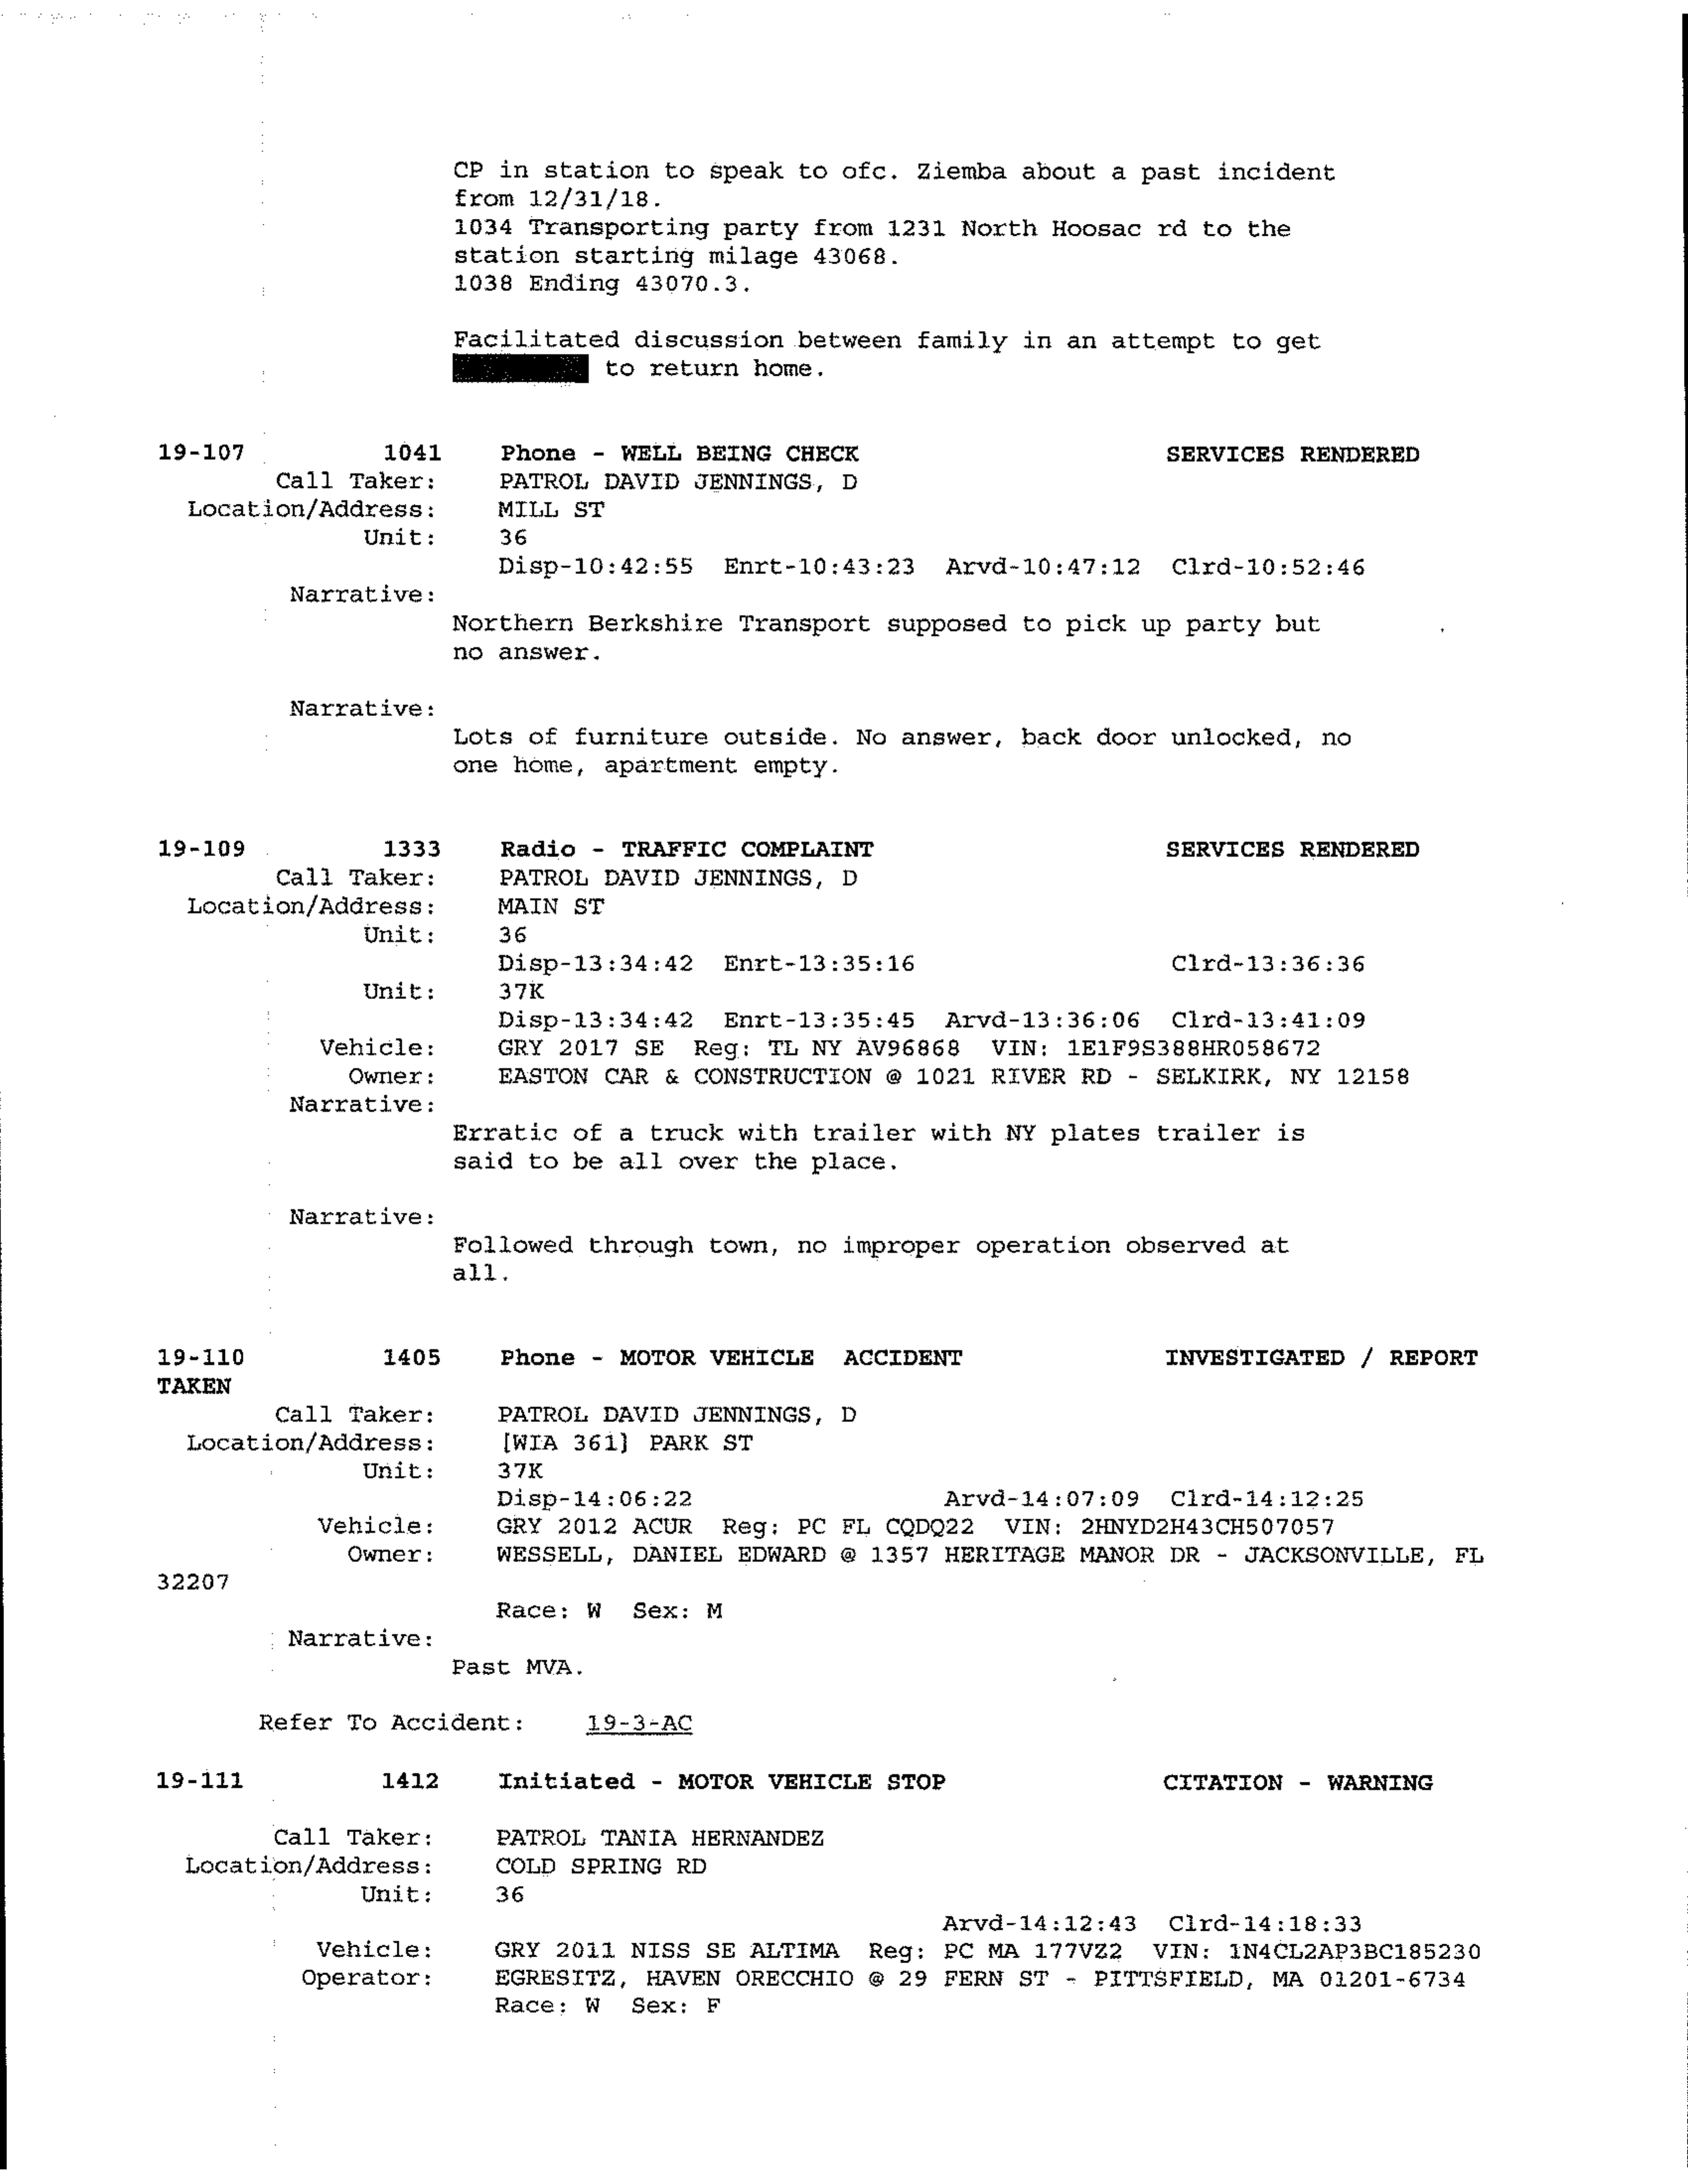 CP in station to speak to ofc. Ziemba about a past incident
from 12/31/18.
1034 Transporting party from 1231 North Hoosac rd to the
station starting milage 43068.
1038 Ending 43070.3.
Facilitated discussion between family in an attempt to get
to return home.
19-107 1041 Phone - WELL BEING CHECK SERVICES RENDERED
Call Taker: PATROL DAVID JENNINGS, D
Location/Address: MILL ST
Unit: 36
Disp-10:42:55 Enrt-10:43:23 Arvd-10:47:12 Clrd-10:52:46
Narrative:
Northern Berkshire Transport supposed to pick up party but
no answer.
Narrative:
Lots of furniture outside. No answer, back door unlocked, no
one home, apartment empty.
19-109 1333 Radio - TRAFFIC COMPLAINT SERVICES RENDERED
Call Taker: PATROL DAVID JENNINGS, D
Location/Address: MAIN ST
Unit: 36
Disp-13:34:42 Enrt-13:35:16 Clrd-13:36:36
Unit: 37K
Disp-13:34:42 Enrt-13:35:45 Arvd-13:36:06 Clrd-13:41:09
Vehicle: GRY 2017 SE Reg: TL NY AV96868 VIN: 1E1F9S388HR058672
Owner: EASTON CAR & CONSTRUCTION @ 1021 RIVER RD - SELKIRK, NY 12158
Narrative:
Erratic of a truck with trailer with NY plates trailer is
said to be all over the place.
Narrative:
Followed through town, no improper operation observed at
all.
19-110 1405 Phone - MOTOR VEHICLE ACCIDENT INVESTIGATED / REPORT
TAKEN
Call Taker: PATROL DAVID JENNINGS, D
Location/Address: [WIA 361] PARK ST
Unit: 37K
Disp-14:06:22 Arvd-14:07:09 Clrd-14:12:25
Vehicle: GRY 2012 ACUR Reg: PC FL CQDQ22 VIN: 2HNYD2H43CH507057
Owner: WESSELL, DANIEL EDWARD @ 1357 HERITAGE MANOR DR - JACKSONVILLE, FL
32207
Race: W Sex: M
Narrative:
Past MVA.
Refer To Accident: 19-3-AC
19-111 1412 Initiated - MOTOR VEHICLE STOP CITATION - WARNING
Call Taker: PATROL TANIA HERNANDEZ
Location/Address: COLD SPRING RD
Unit: 36
Arvd-14:12:43 Clrd-14:18:33
Vehicle: GRY 2011 NISS SE ALTIMA Reg: PC MA 177VZ2 VIN: 1N4CL2AP3BC185230
Operator: EGRESITZ, HAVEN ORECCHIO @ 29 FERN ST - PITTSFIELD, MA 01201-6734
Race: W Sex: F